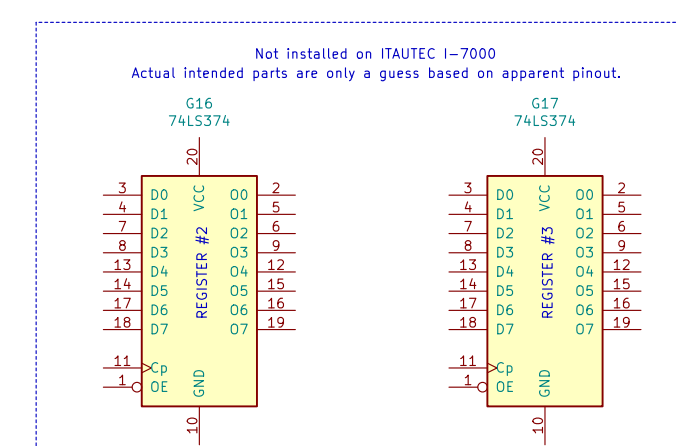 Not installed on ITAUTEC I-7000
Actual intended parts are only a guess based on apparent pinout.
G16
74LS374
20
VCC
3 D0 O0 2
4 D1 O1 5
7 D2 O2 6
8 D3 O3 9
13 D4 O4 12
14 D5 O5 15
17 D6 O6 16
18 D7 O7 19
REGISTER #2
11 Cp
1 OE
GND
10
G17
74LS374
20
VCC
3 D0 O0 2
4 D1 O1 5
7 D2 O2 6
8 D3 O3 9
13 D4 O4 12
14 D5 O5 15
17 D6 O6 16
18 D7 O7 19
REGISTER #3
11 Cp
1 OE
GND
10